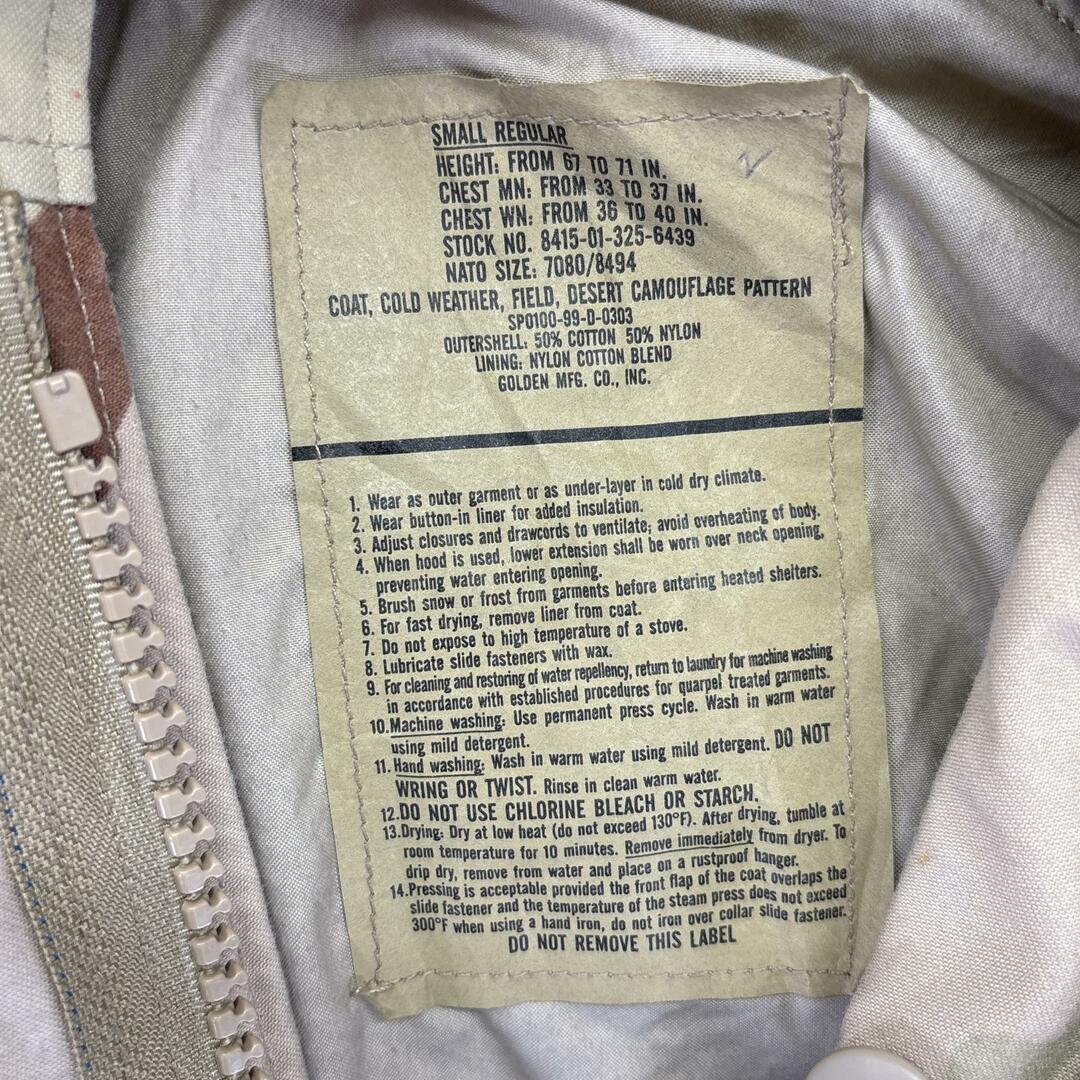 SMALL REGULAR
HEIGHT: FROM 67 TO 71 IN.
CHEST MN: FROM 33 TO 37 IN.
CHEST WN: FROM 36 TO 40 IN.
STOCK NO. 8415-01-325-6439
NATO SIZE: 7080/8494
COAT, COLD WEATHER, FIELD, DESERT CAMOUFLAGE PATTERN
SP0100-99-D-0303
OUTERSHELL: 50% COTTON 50% NYLON
LINING: NYLON COTTON BLEND
GOLDEN MFG. CO., INC.
1. Wear as outer garment or as under-layer in cold dry climate.
2. Wear button-in liner for added insulation.
3. Adjust closures and drawcords to ventilate; avoid overheating of body.
4. When hood is used, lower extension shall be worn over neck opening,
preventing water entering opening.
5. Brush snow or frost from garments before entering heated shelters.
6. For fast drying, remove liner from coat.
7. Do not expose to high temperature of a stove.
8. Lubricate slide fasteners with wax.
9. For cleaning and restoring of water repellency, return to laundry for machine washing
in accordance with established procedures for quarpel treated garments.
10.Machine washing: Use permanent press cycle. Wash in warm water
using mild detergent.
11. Hand washing: Wash in warm water using mild detergent. DO NOT
WRING OR TWIST. Rinse in clean warm water.
12.DO NOT USE CHLORINE BLEACH OR STARCH.
13.Drying: Dry at low heat (do not exceed 130°F). After drying, tumble at
room temperature for 10 minutes. Remove immediately from dryer. To
drip dry, remove from water and place on a rustproof hanger.
14.Pressing is acceptable provided the front flap of the coat overlaps the
slide fastener and the temperature of the steam press does not exceed
300°F when using a hand iron, do not iron over collar slide fastener.
DO NOT REMOVE THIS LABEL